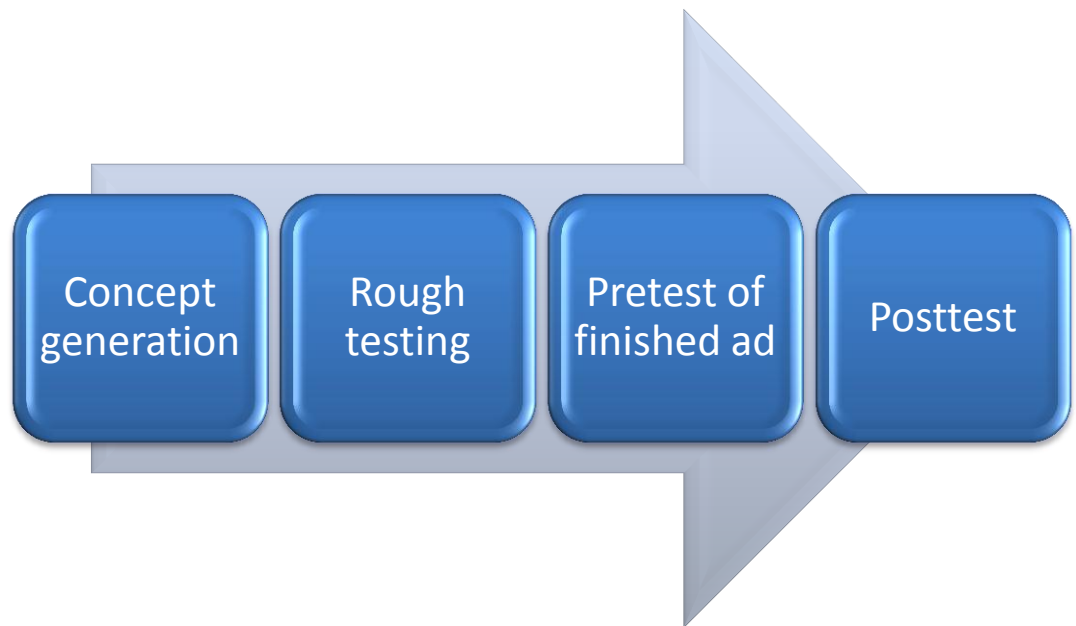 Concept
generation
Rough
testing
Pretest of
finished ad
Posttest